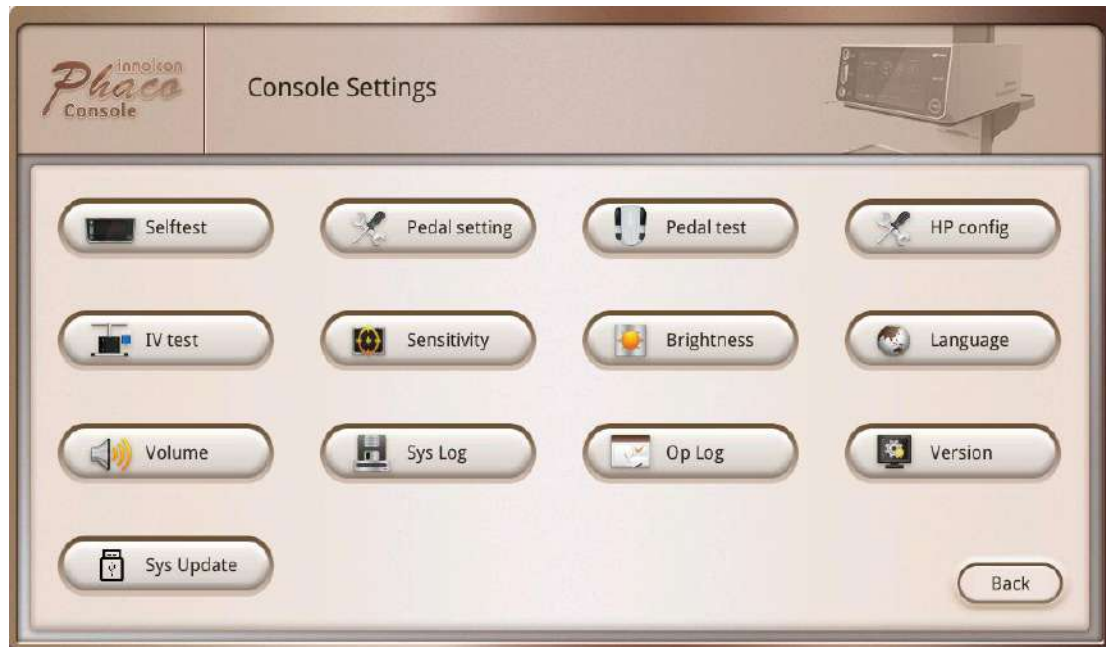 innolcon
Phaco
Console
Console Settings
Selftest
Pedal setting
Pedal test
HP config
IV test
Sensitivity
Brightness
Language
Volume
Sys Log
Op Log
Version
Sys Update
Back